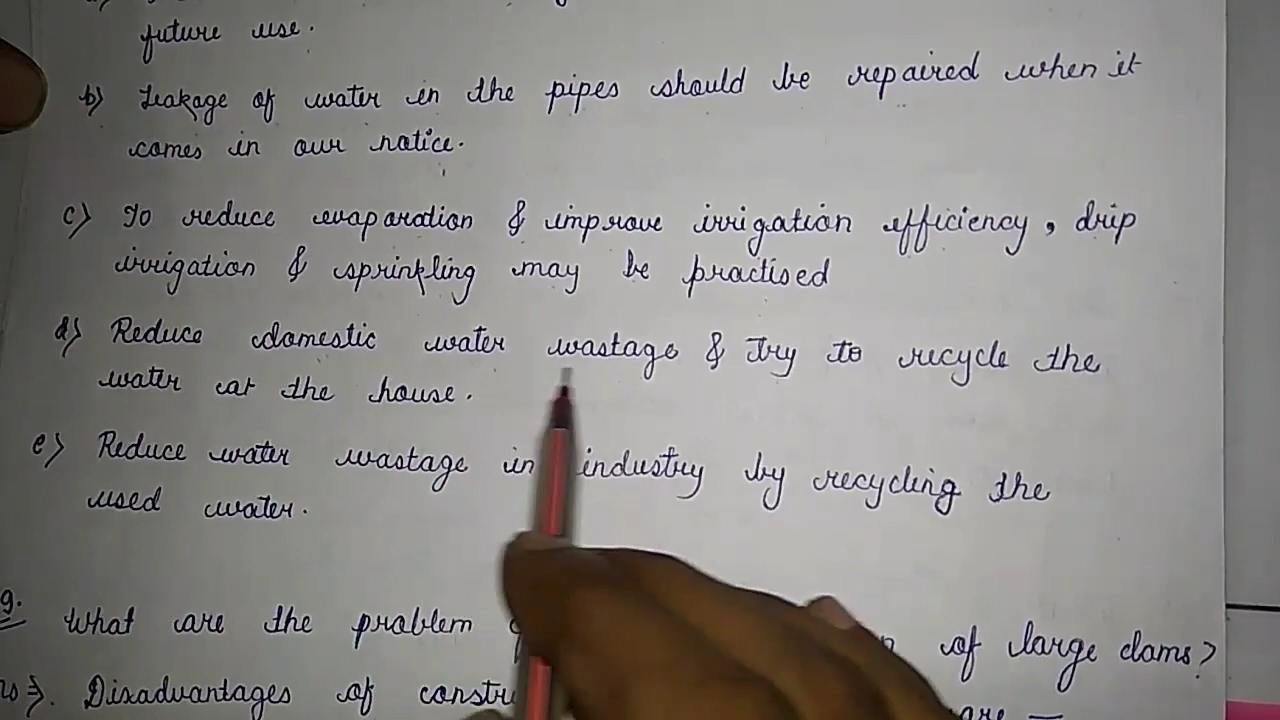 future use.
b) Leakage of water in the pipes should be repaired when it
comes in our notice.
c) To reduce evaporation & improve irrigation efficiency, drip
irrigation & sprinkling may be practised
d) Reduce domestic water wastage & try to recycle the
water at the house.
e) Reduce water wastage in industry by recycling the
used water.
9. What are the problem of large dams?
Disadvantages of are —